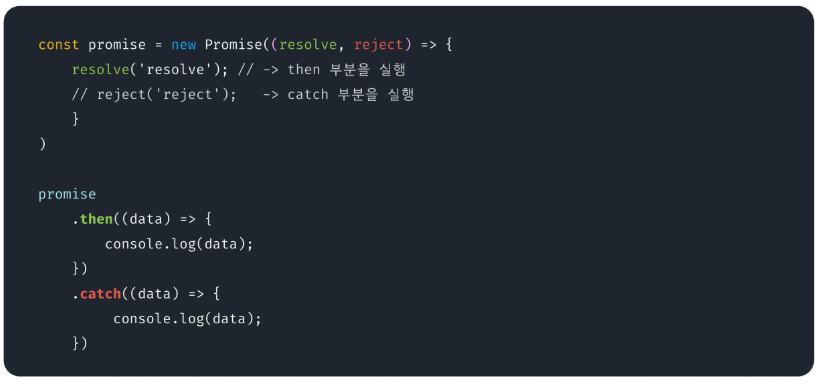 const promise = new Promise((resolve, reject) => {
    resolve('resolve'); // -> then 부분을 실행
    // reject('reject');   -> catch 부분을 실행
    }
)

promise
    .then((data) => {
        console.log(data);
    })
    .catch((data) => {
         console.log(data);
    })